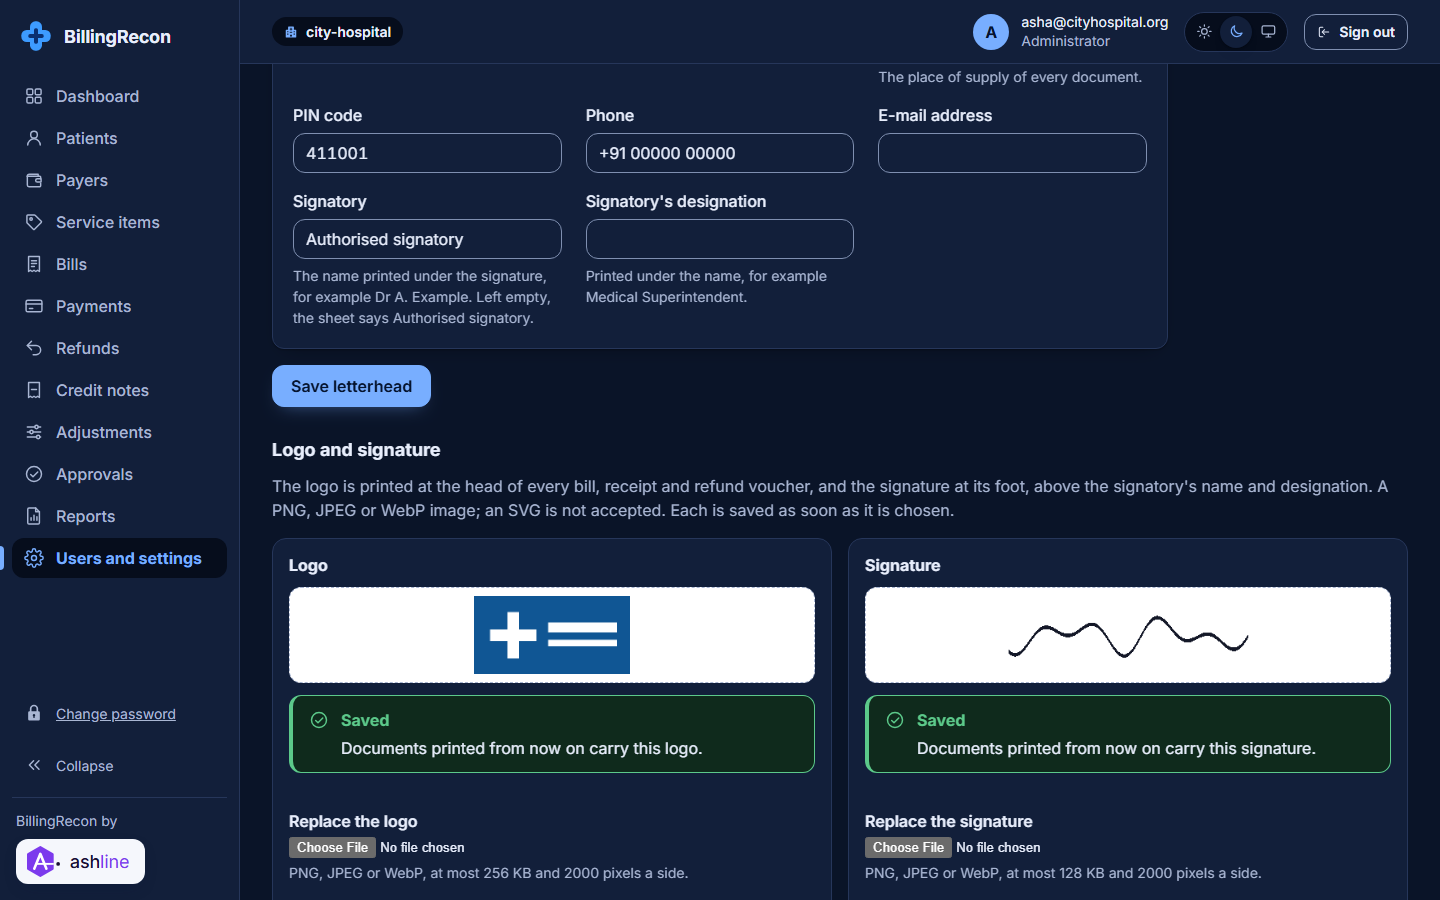 BillingRecon
Dashboard
Patients
Payers
Service items
Bills
Payments
Refunds
Credit notes
Adjustments
Approvals
Reports
Users and settings
Change password
Collapse
BillingRecon by
ashline
city-hospital
A
asha@cityhospital.org
Administrator
Sign out
The place of supply of every document.
PIN code
411001
Phone
+91 00000 00000
E-mail address
Signatory
Authorised signatory
The name printed under the signature,
for example Dr A. Example. Left empty,
the sheet says Authorised signatory.
Signatory's designation
Printed under the name, for example
Medical Superintendent.
Save letterhead
Logo and signature
The logo is printed at the head of every bill, receipt and refund voucher, and the signature at its foot, above the signatory's name and designation. A
PNG, JPEG or WebP image; an SVG is not accepted. Each is saved as soon as it is chosen.
Logo
Saved
Documents printed from now on carry this logo.
Replace the logo
Choose File No file chosen
PNG, JPEG or WebP, at most 256 KB and 2000 pixels a side.
Signature
Saved
Documents printed from now on carry this signature.
Replace the signature
Choose File No file chosen
PNG, JPEG or WebP, at most 128 KB and 2000 pixels a side.